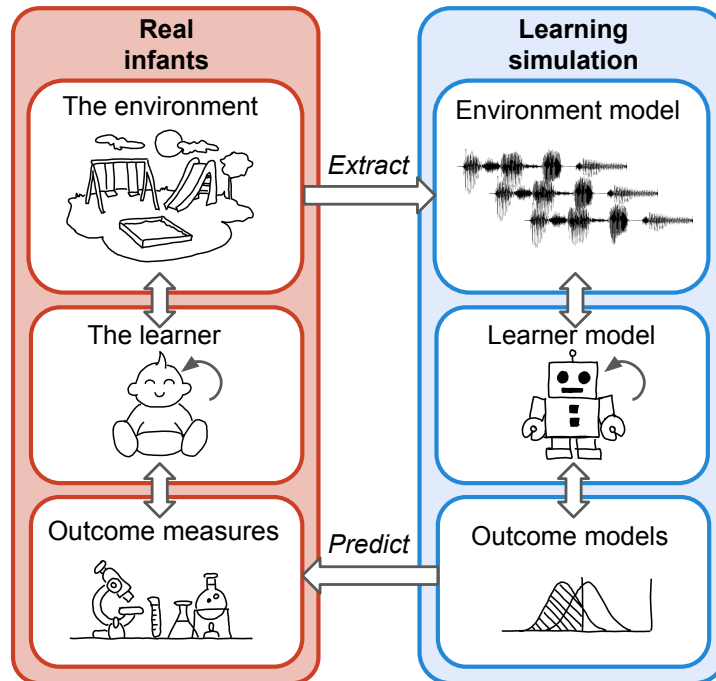 Real
infants
The environment
The learner
Outcome measures
Extract
Predict
Learning
simulation
Environment model
Learner model
Outcome models